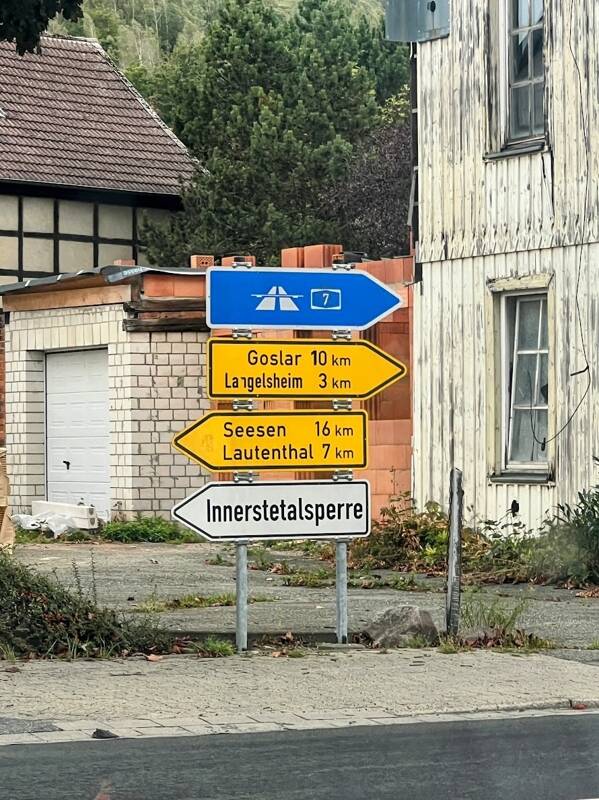 7
Goslar 10 km
Langelsheim 3 km
Seesen 16 km
Lautenthal 7 km
Innerstetalsperre